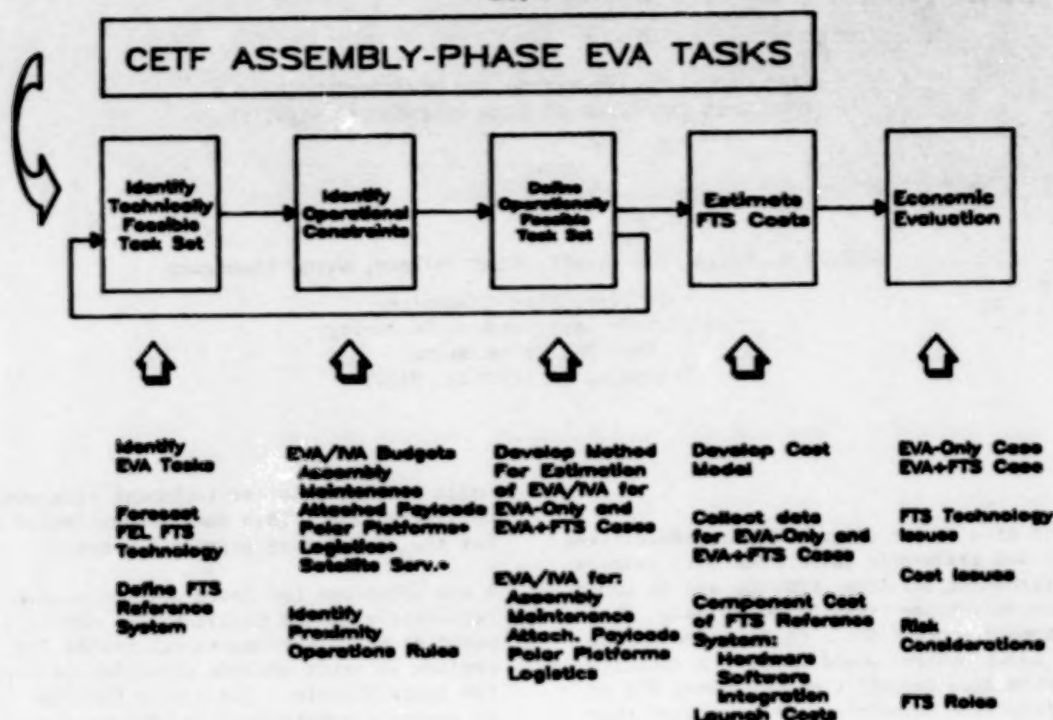 CETF ASSEMBLY-PHASE EVA TASKS
Identify
Technically
Feasible
Task Set
Identify
Operational
Constraints
Define
Operationally
Feasible
Task Set
Estimate
FTS Costs
Economic
Evaluation
Identify
EVA Tasks
Forecast
FEL FTS
Technology
Define FTS
Reference
System
EVA/IVA Budgets
Assembly
Maintenance
Attached Payloads
Polar Platforms+
Logistics+
Satellite Serv.+
Identify
Proximity
Operations Rules
Develop Method
For Estimation
of EVA/IVA for
EVA-Only and
EVA+FTS Cases
EVA/IVA for:
Assembly
Maintenance
Attach. Payloads
Polar Platforms
Logistics
Develop Cost
Model
Collect data
for EVA-Only and
EVA+FTS Cases
Component Cost
of FTS Reference
System:
Hardware
Software
Integration
Launch Costs
EVA-Only Case
EVA+FTS Case
FTS Technology
Issues
Cost Issues
Risk
Considerations
FTS Roles